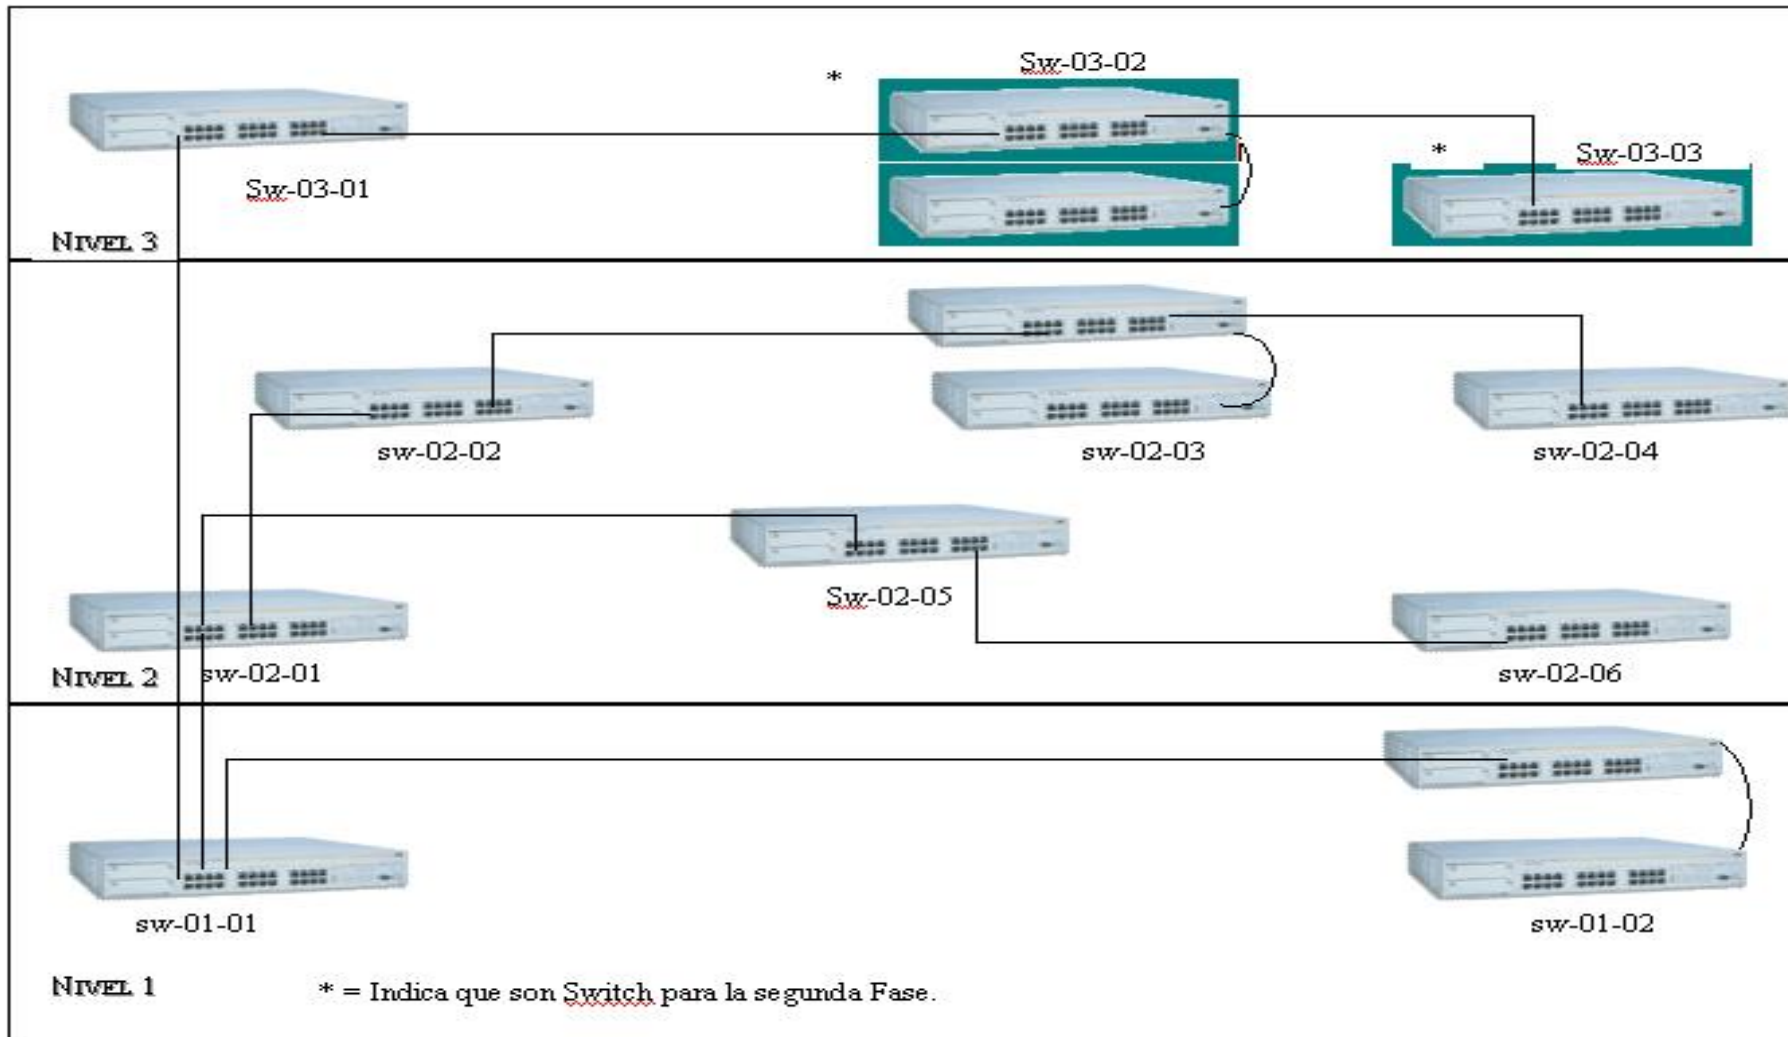 Sw-03-02
*
* Sw-03-03
Sw-03-01
NIVEL 3
sw-02-02
sw-02-03
sw-02-04
Sw-02-05
sw-02-01
sw-02-06
NIVEL 2
sw-01-01
sw-01-02
NIVEL 1
* = Indica que son Switch para la segunda Fase.